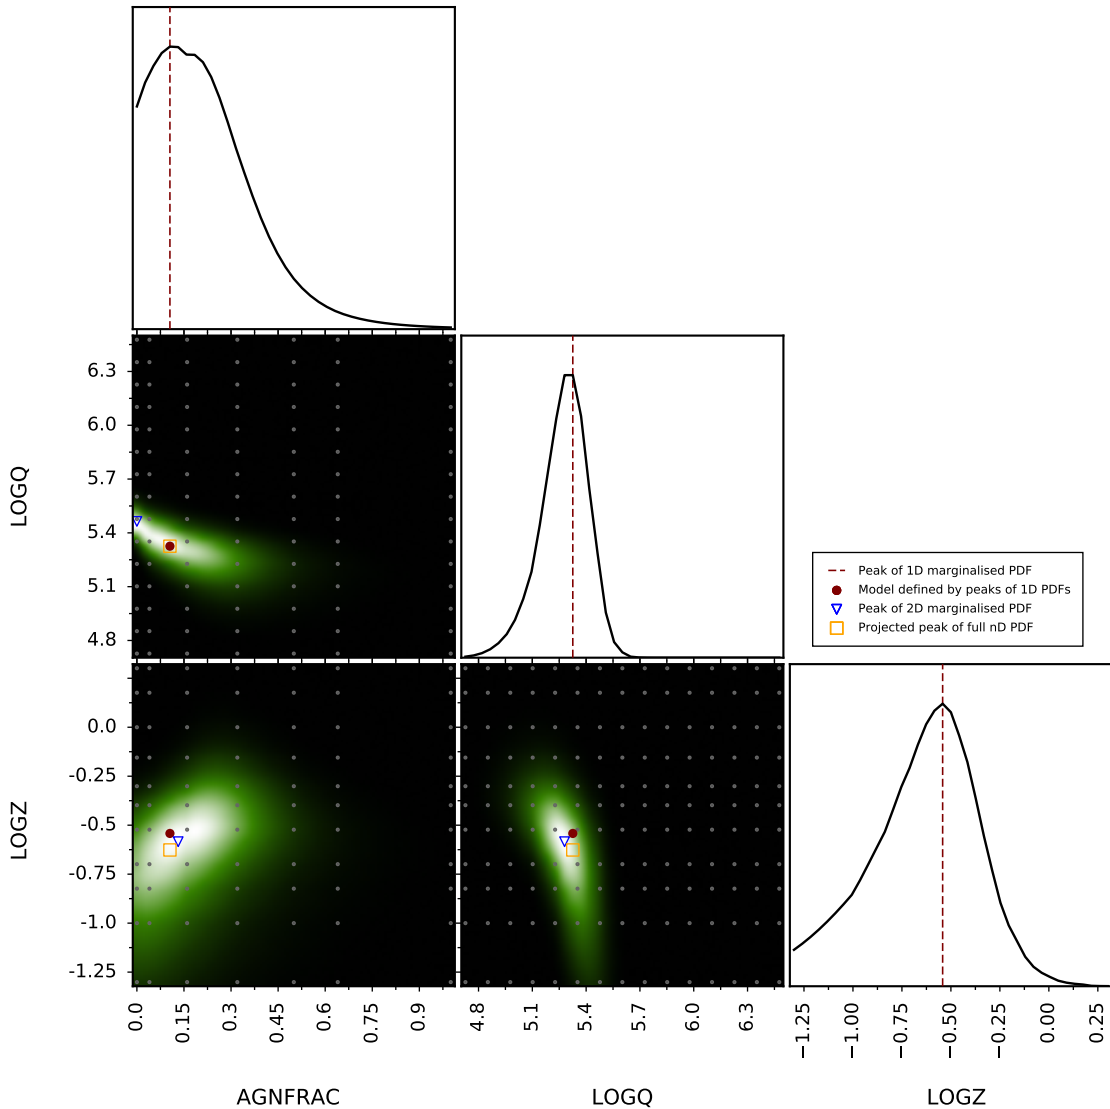 LOGQ
6.3
6.0
5.7
5.4
5.1
4.8
Peak of 1D marginalised PDF
Model defined by peaks of 1D PDFs
Peak of 2D marginalised PDF
Projected peak of full nD PDF
LOGZ
0.0
-0.25
-0.5
-0.75
-1.0
-1.25
0.0 0.15 0.3 0.45 0.6 0.75 0.9
4.8 5.1 5.4 5.7 6.0 6.3
−1.25 −1.00 −0.75 −0.50 −0.25 0.00 0.25
AGNFRAC LOGQ LOGZ